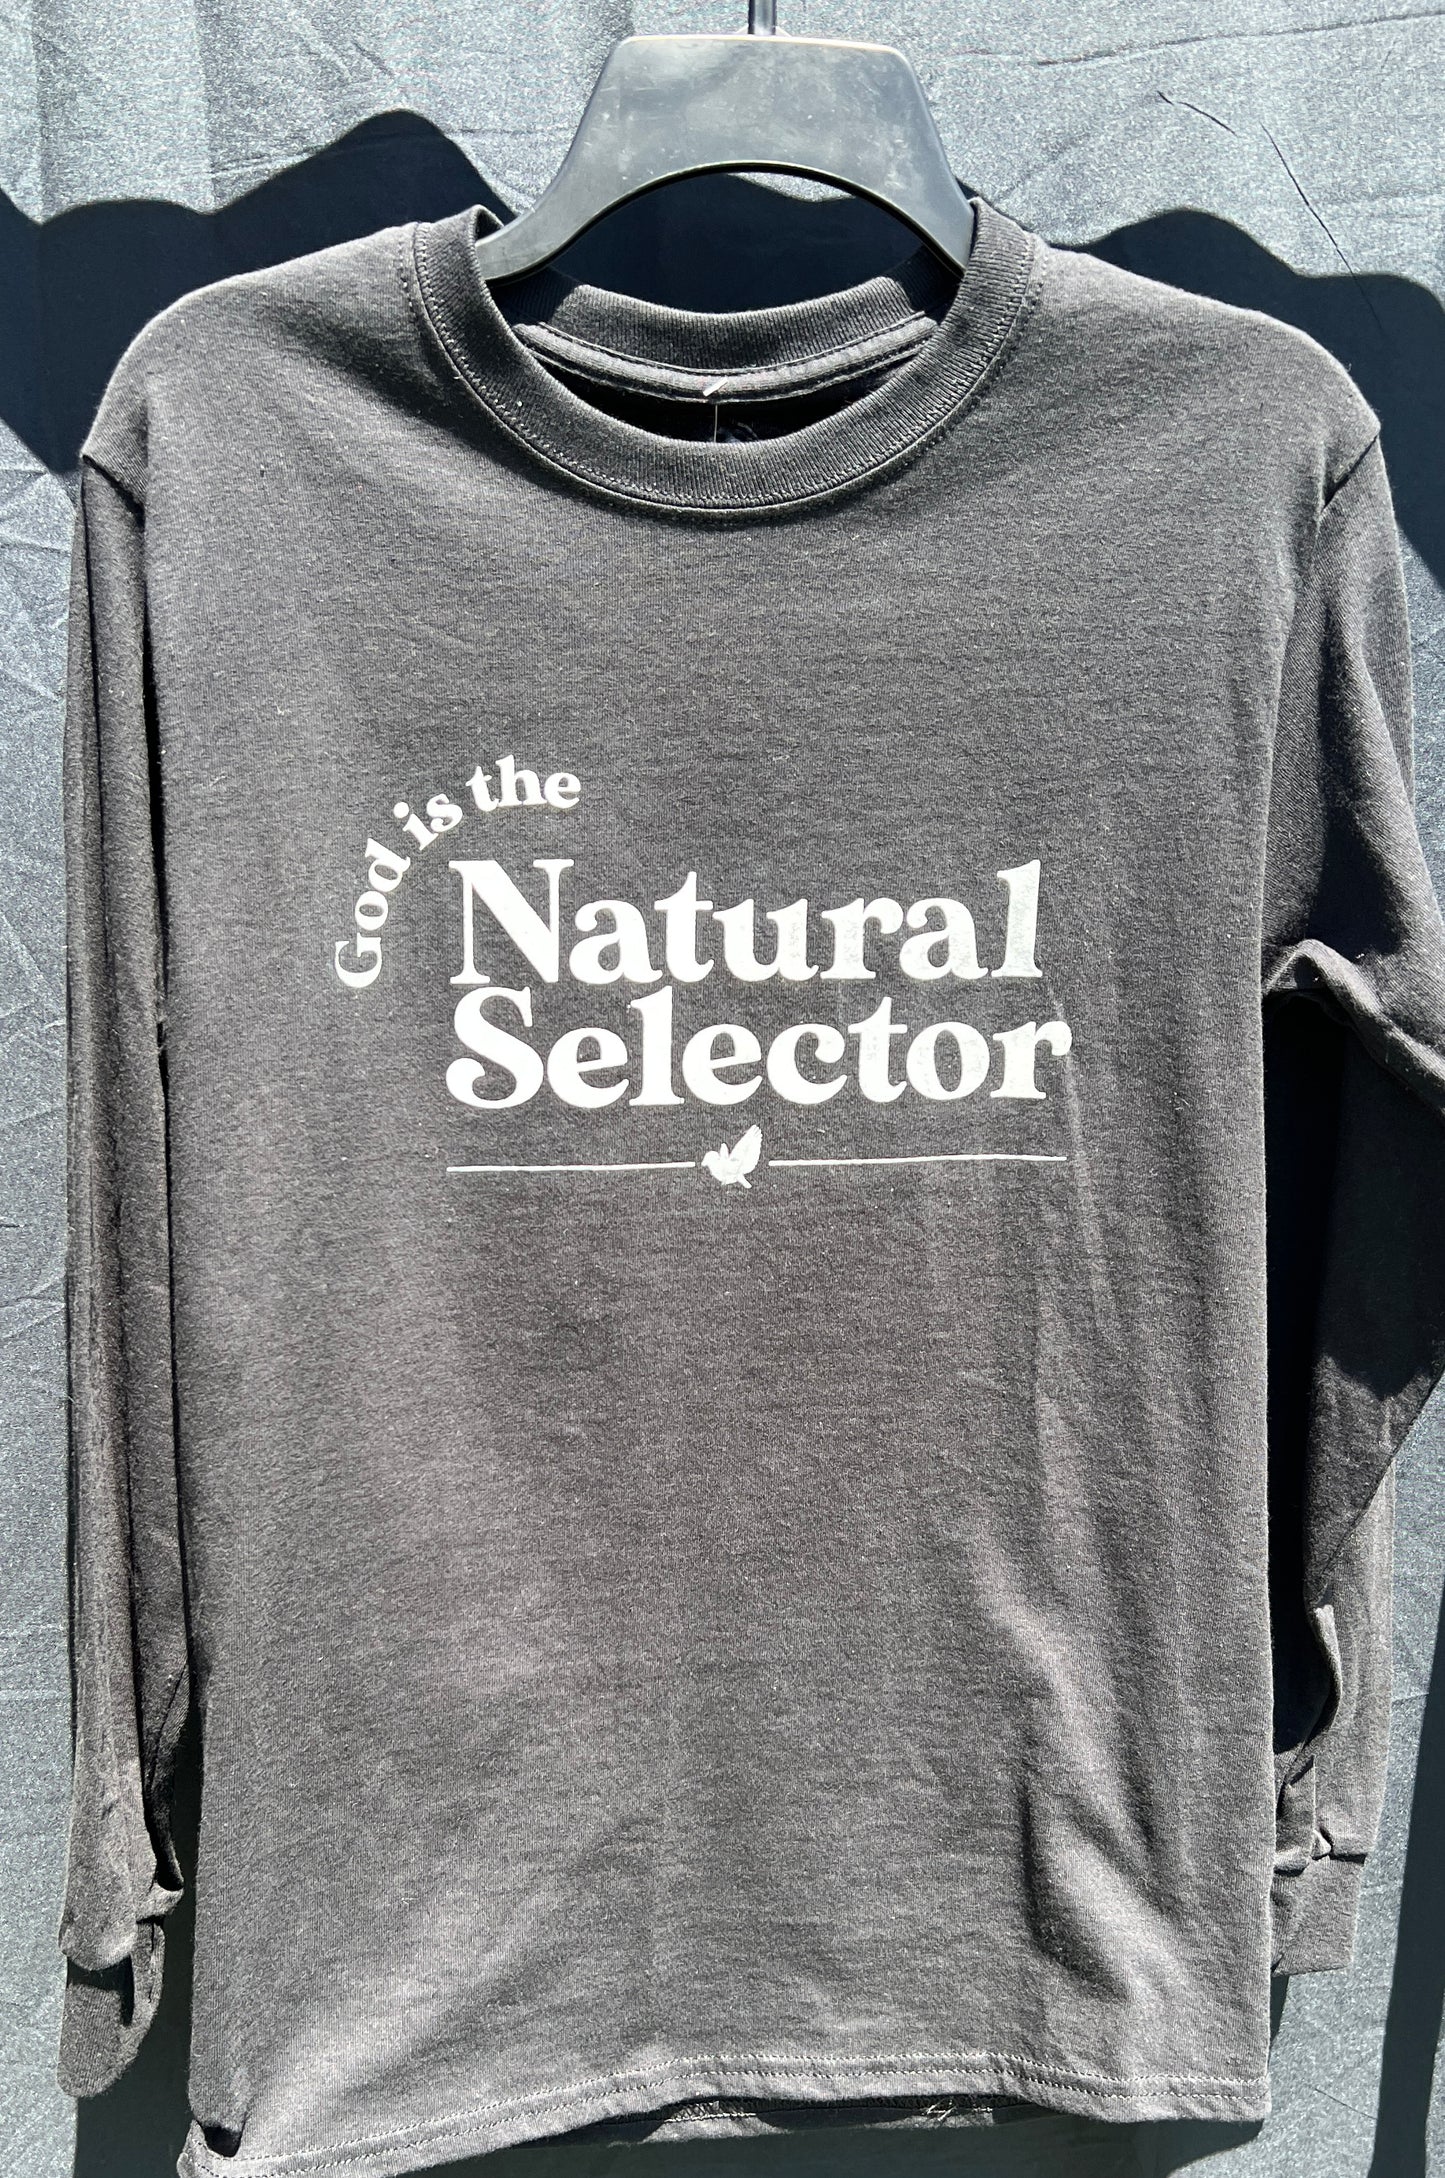 God is the
Natural
Selector